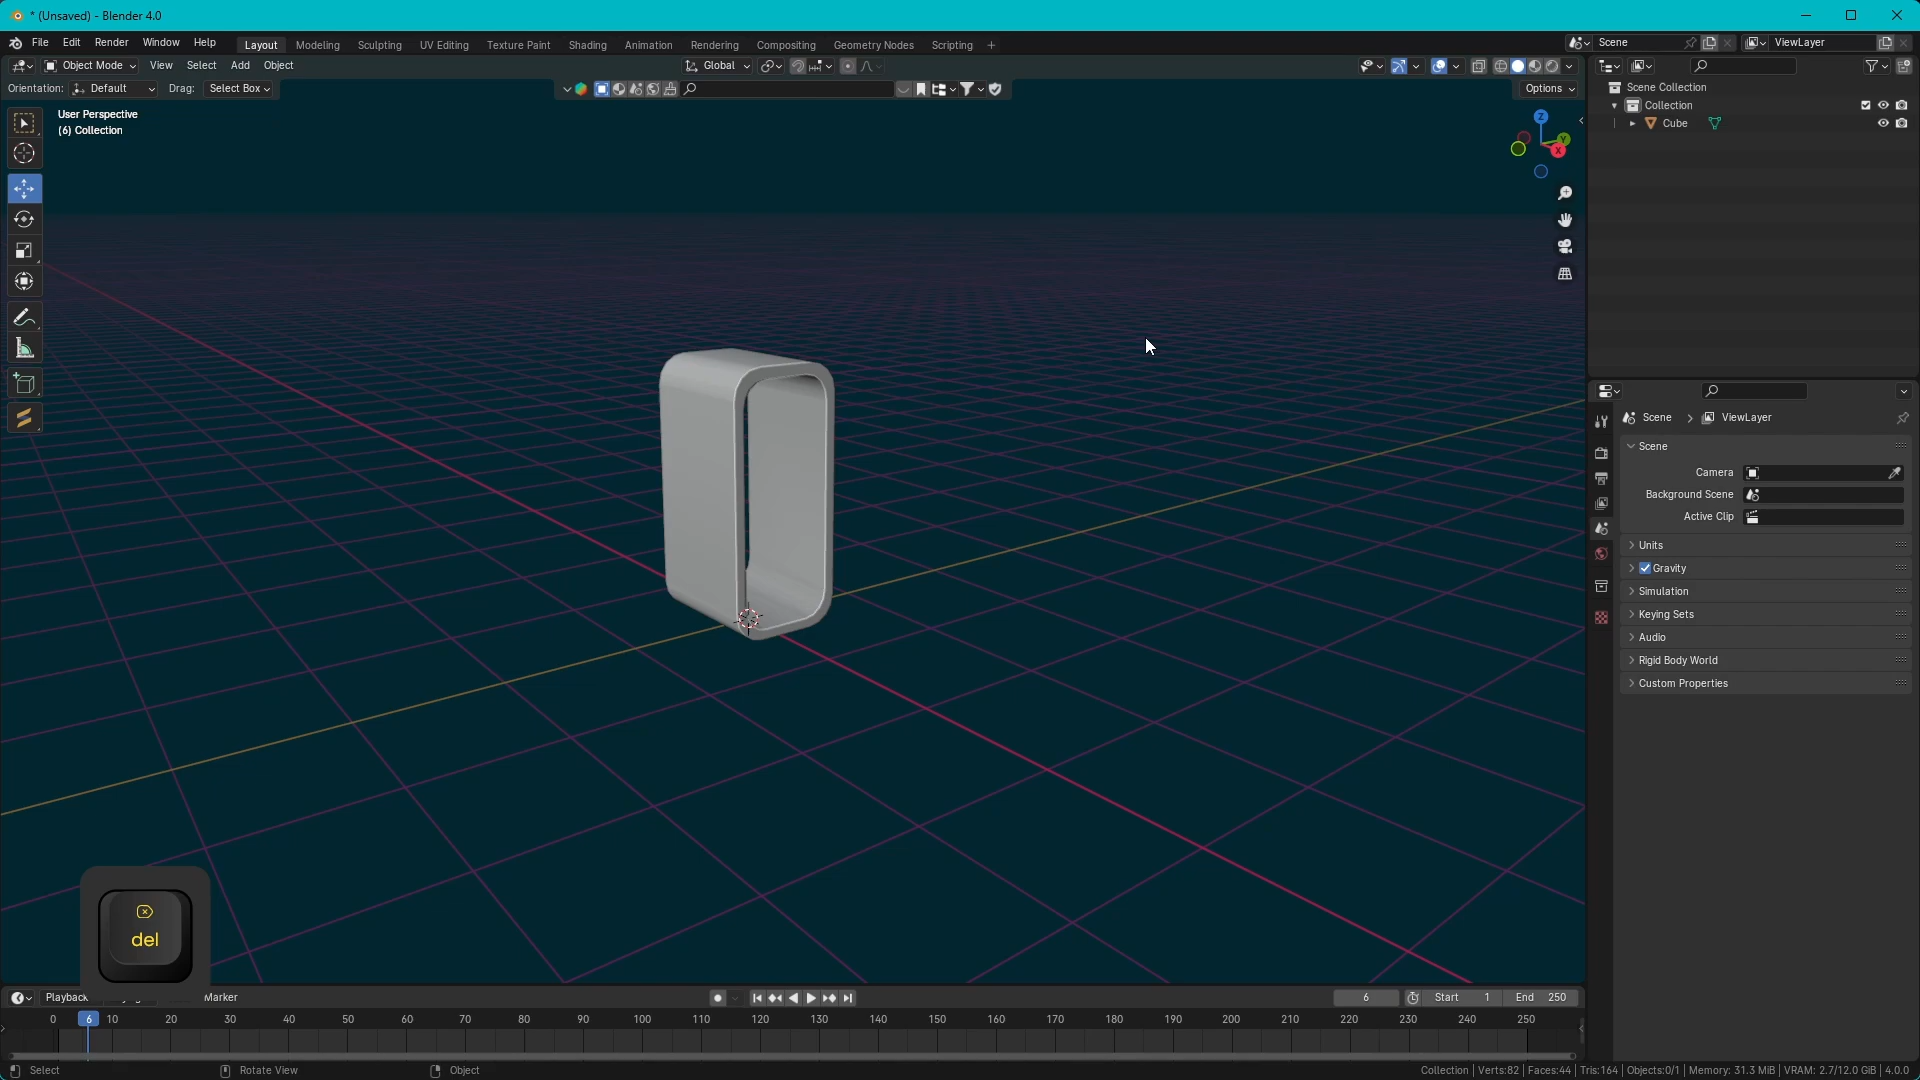 * (Unsaved) - Blender 4.0
File Edit Render Window Help Layout Modeling Sculpting UV Editing Texture Paint Shading Animation Rendering Compositing Geometry Nodes Scripting + Scene ViewLayer
Object Mode View Select Add Object Global
Orientation: Default Drag: Select Box Options
User Perspective
(6) Collection
Z
Y
X
Scene Collection
Collection
Cube
Scene ViewLayer
Scene
Camera
Background Scene
Active Clip
Units
Gravity
Simulation
Keying Sets
Audio
Rigid Body World
Custom Properties
del
Playback Marker 6 Start 1 End 250
0 6 10 20 30 40 50 60 70 80 90 100 110 120 130 140 150 160 170 180 190 200 210 220 230 240 250
Select Rotate View Object Collection | Verts:82 | Faces:44 | Tris:164 | Objects:0/1 | Memory: 31.3 MiB | VRAM: 2.7/12.0 GiB | 4.0.0